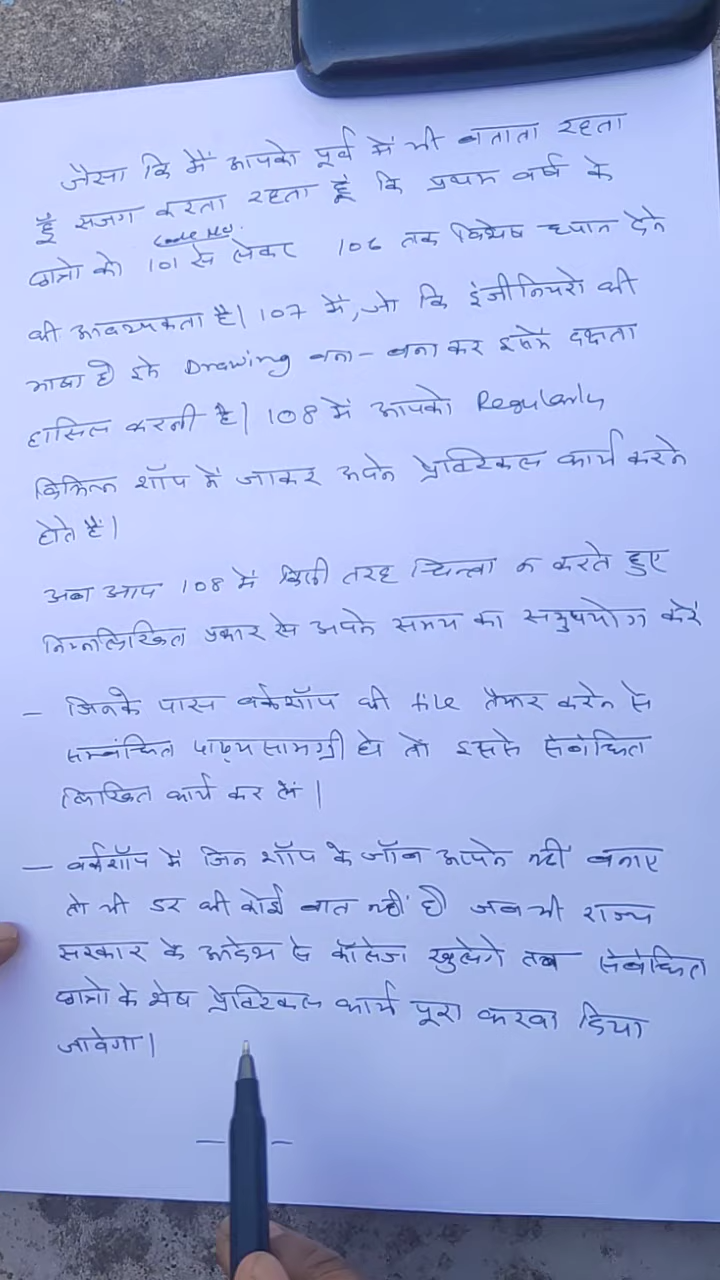 जैसा कि मैं आपको पूर्व में भी बताता रहता
हूँ सजग करता रहता हूं कि प्रथम वर्ष के
Code No.
छात्रो को 101 से लेकर 106 तक विशेष ध्यान देने
की आवश्यकता है। 107 में, जो कि इंजीनियरो की
भाषा है इसे Drawing बना - बना कर इसमें दक्षता
हासिल करनी है। 108 में आपको Regularly
विभिन्न शॉप में जाकर अपने प्रेक्टिकल कार्य करने
होते हैं।
अब आप 108 में किसी तरह चिन्ता न करते हुए
निम्नलिखित प्रकार से अपने समय का सदुपयोग करें
- जिनके पास वर्कशॉप की file तैयार करने से
सम्बंधित पाठ्यसामग्री है तो इससे संबंधित
लिखित कार्य कर लें।
- वर्कशॉप में जिन शॉप के जॉब आपने नहीं बनाए
तो भी डर की कोई बात नहीं है जब भी राज्य
सरकार के आदेश से कॉलेज खुलेगे तब संबंधित
छात्रो के शेष प्रेक्टिकल कार्य पूरा करवा दिया
जावेगा।